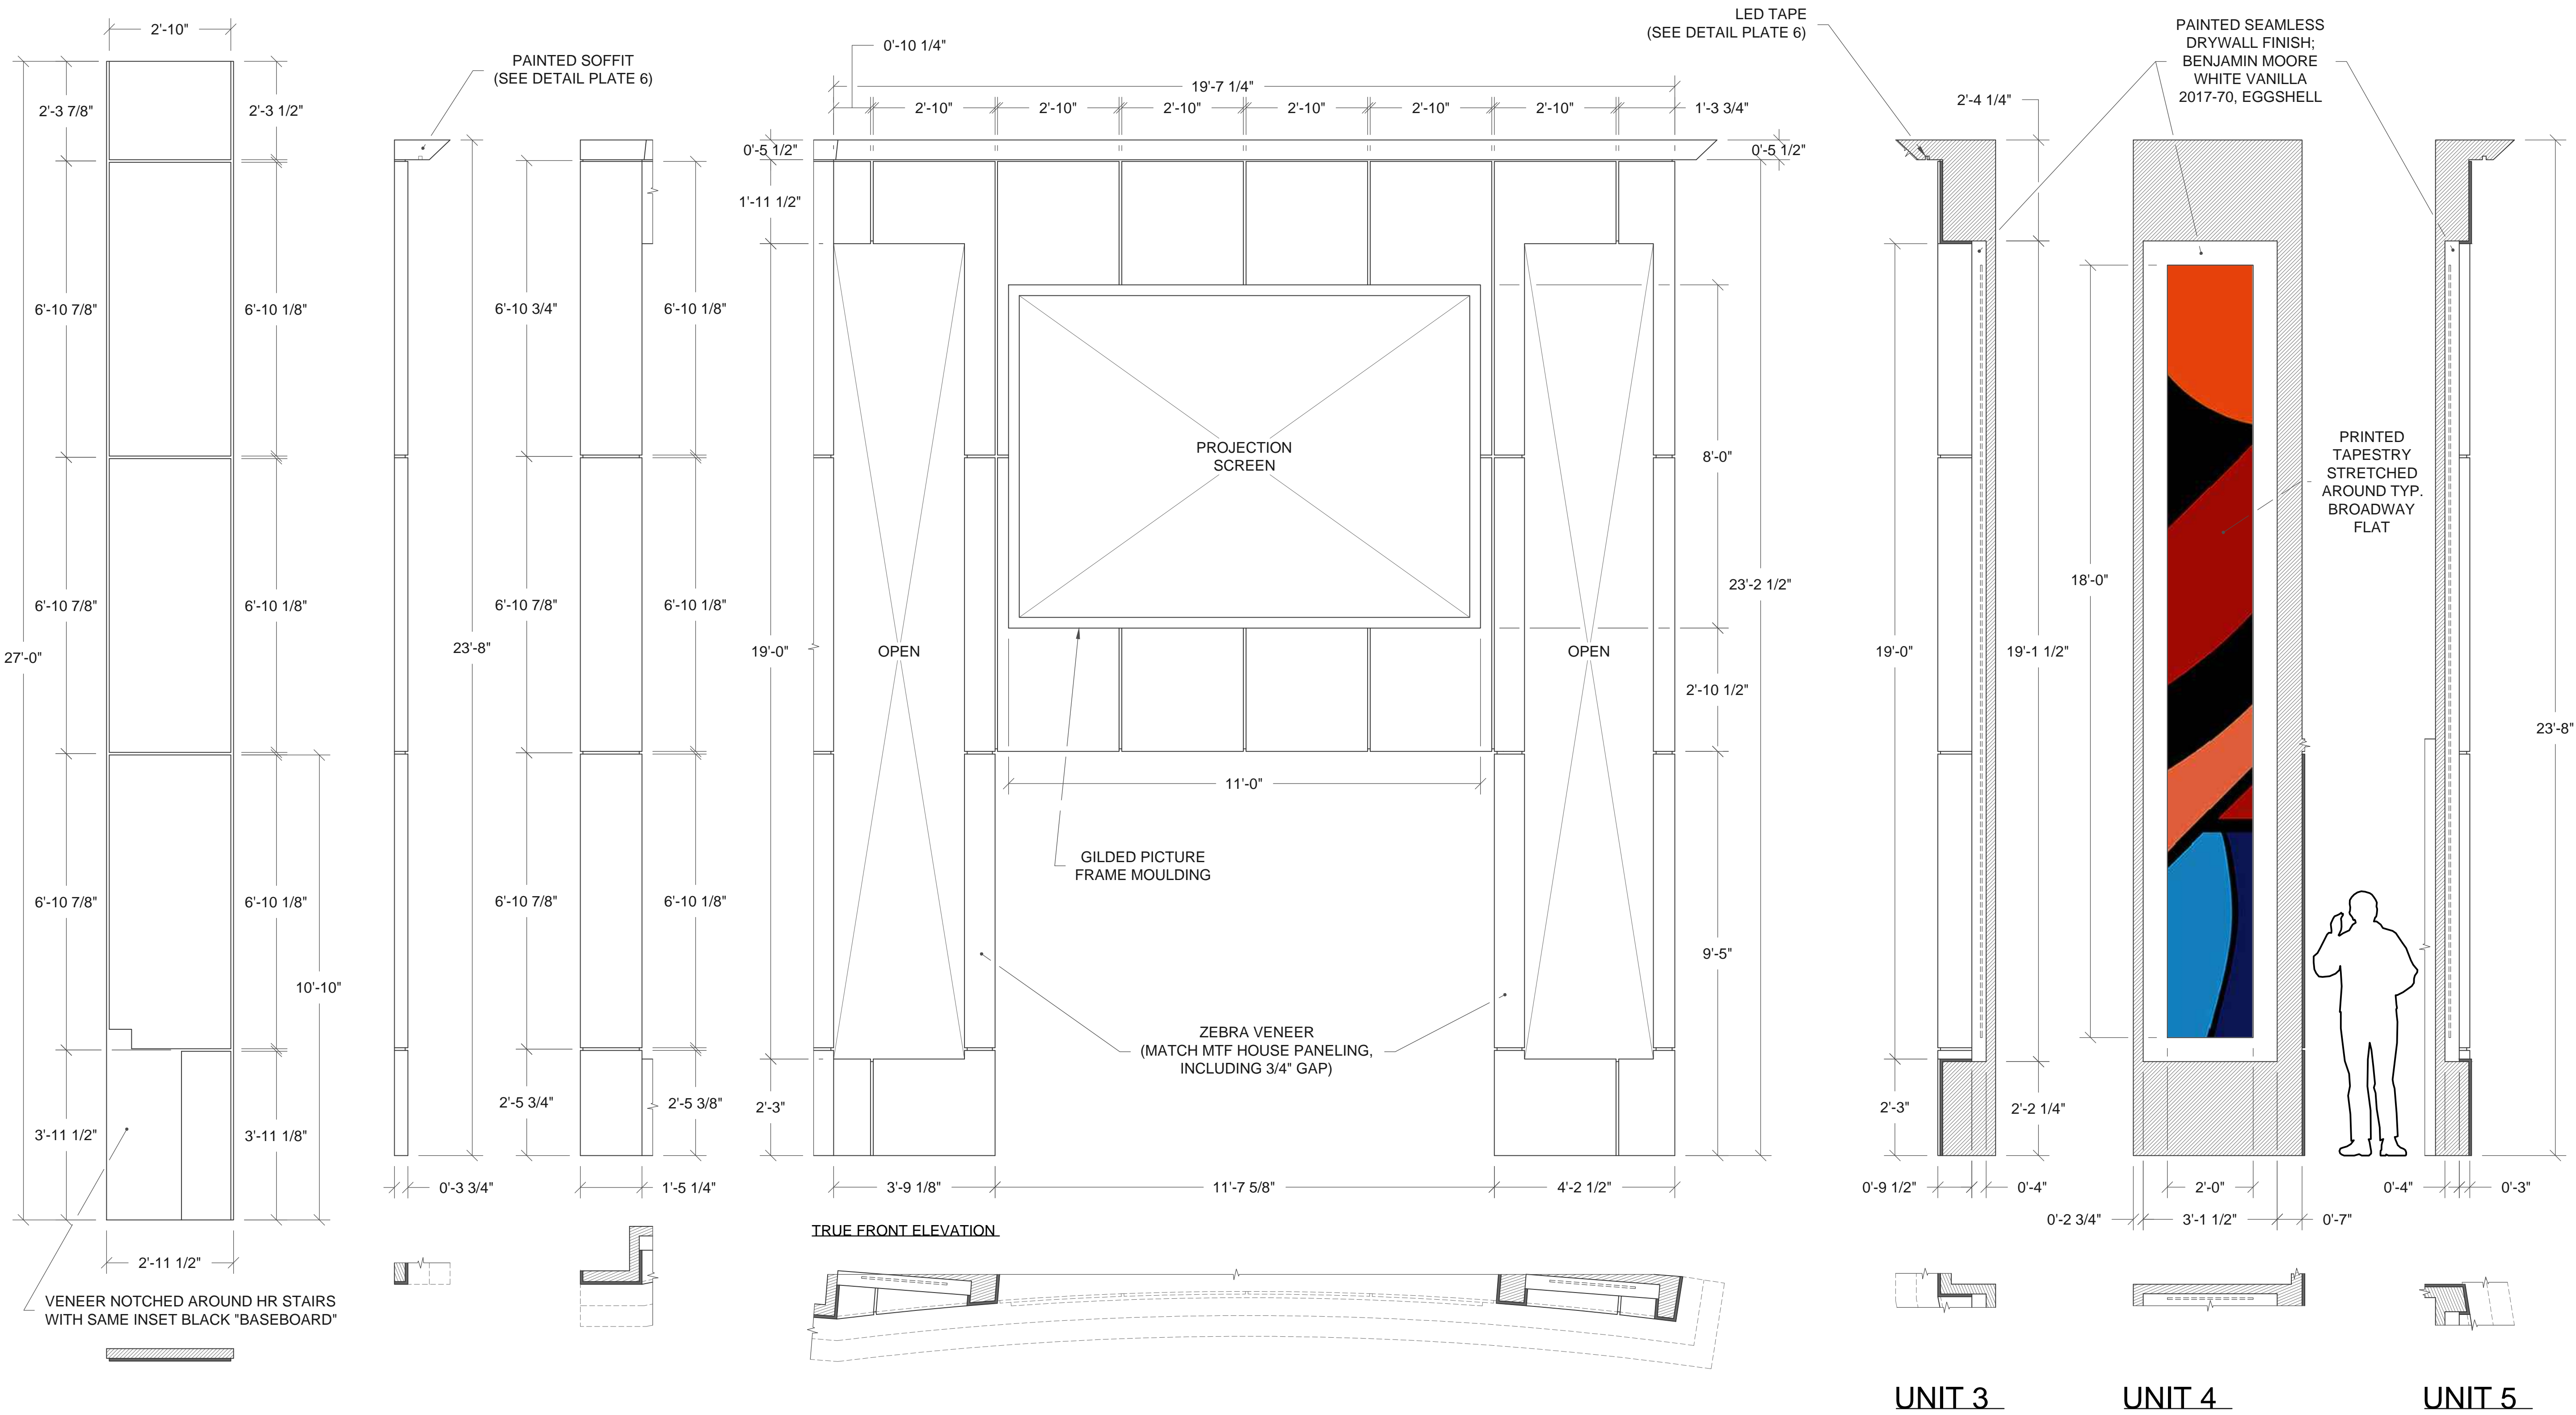 2'-10"
27'-0"
2'-3 7/8"
6'-10 7/8"
6'-10 7/8"
6'-10 7/8"
3'-11 1/2"
2'-3 1/2"
6'-10 1/8"
6'-10 1/8"
6'-10 1/8"
3'-11 1/8"
10'-10"
2'-11 1/2"
VENEER NOTCHED AROUND HR STAIRS
WITH SAME INSET BLACK "BASEBOARD"
PAINTED SOFFIT
(SEE DETAIL PLATE 6)
23'-8"
0'-3 3/4"
6'-10 3/4"
6'-10 7/8"
6'-10 7/8"
2'-5 3/4"
6'-10 1/8"
6'-10 1/8"
6'-10 1/8"
2'-5 3/8"
1'-5 1/4"
0'-10 1/4"
19'-7 1/4"
2'-10"
2'-10"
2'-10"
2'-10"
2'-10"
2'-10"
1'-3 3/4"
0'-5 1/2"
1'-11 1/2"
19'-0"
2'-3"
0'-5 1/2"
PROJECTION
SCREEN
OPEN
OPEN
8'-0"
23'-2 1/2"
2'-10 1/2"
9'-5"
11'-0"
GILDED PICTURE
FRAME MOULDING
ZEBRA VENEER
(MATCH MTF HOUSE PANELING,
INCLUDING 3/4" GAP)
3'-9 1/8"
11'-7 5/8"
4'-2 1/2"
TRUE FRONT ELEVATION
LED TAPE
(SEE DETAIL PLATE 6)
PAINTED SEAMLESS
DRYWALL FINISH;
BENJAMIN MOORE
WHITE VANILLA
2017-70, EGGSHELL
2'-4 1/4"
19'-0"
19'-1 1/2"
2'-3"
2'-2 1/4"
0'-9 1/2"
0'-4"
18'-0"
PRINTED
TAPESTRY
STRETCHED
AROUND TYP.
BROADWAY
FLAT
2'-0"
0'-2 3/4"
3'-1 1/2"
0'-7"
23'-8"
0'-4"
0'-3"
UNIT 3
UNIT 4
UNIT 5